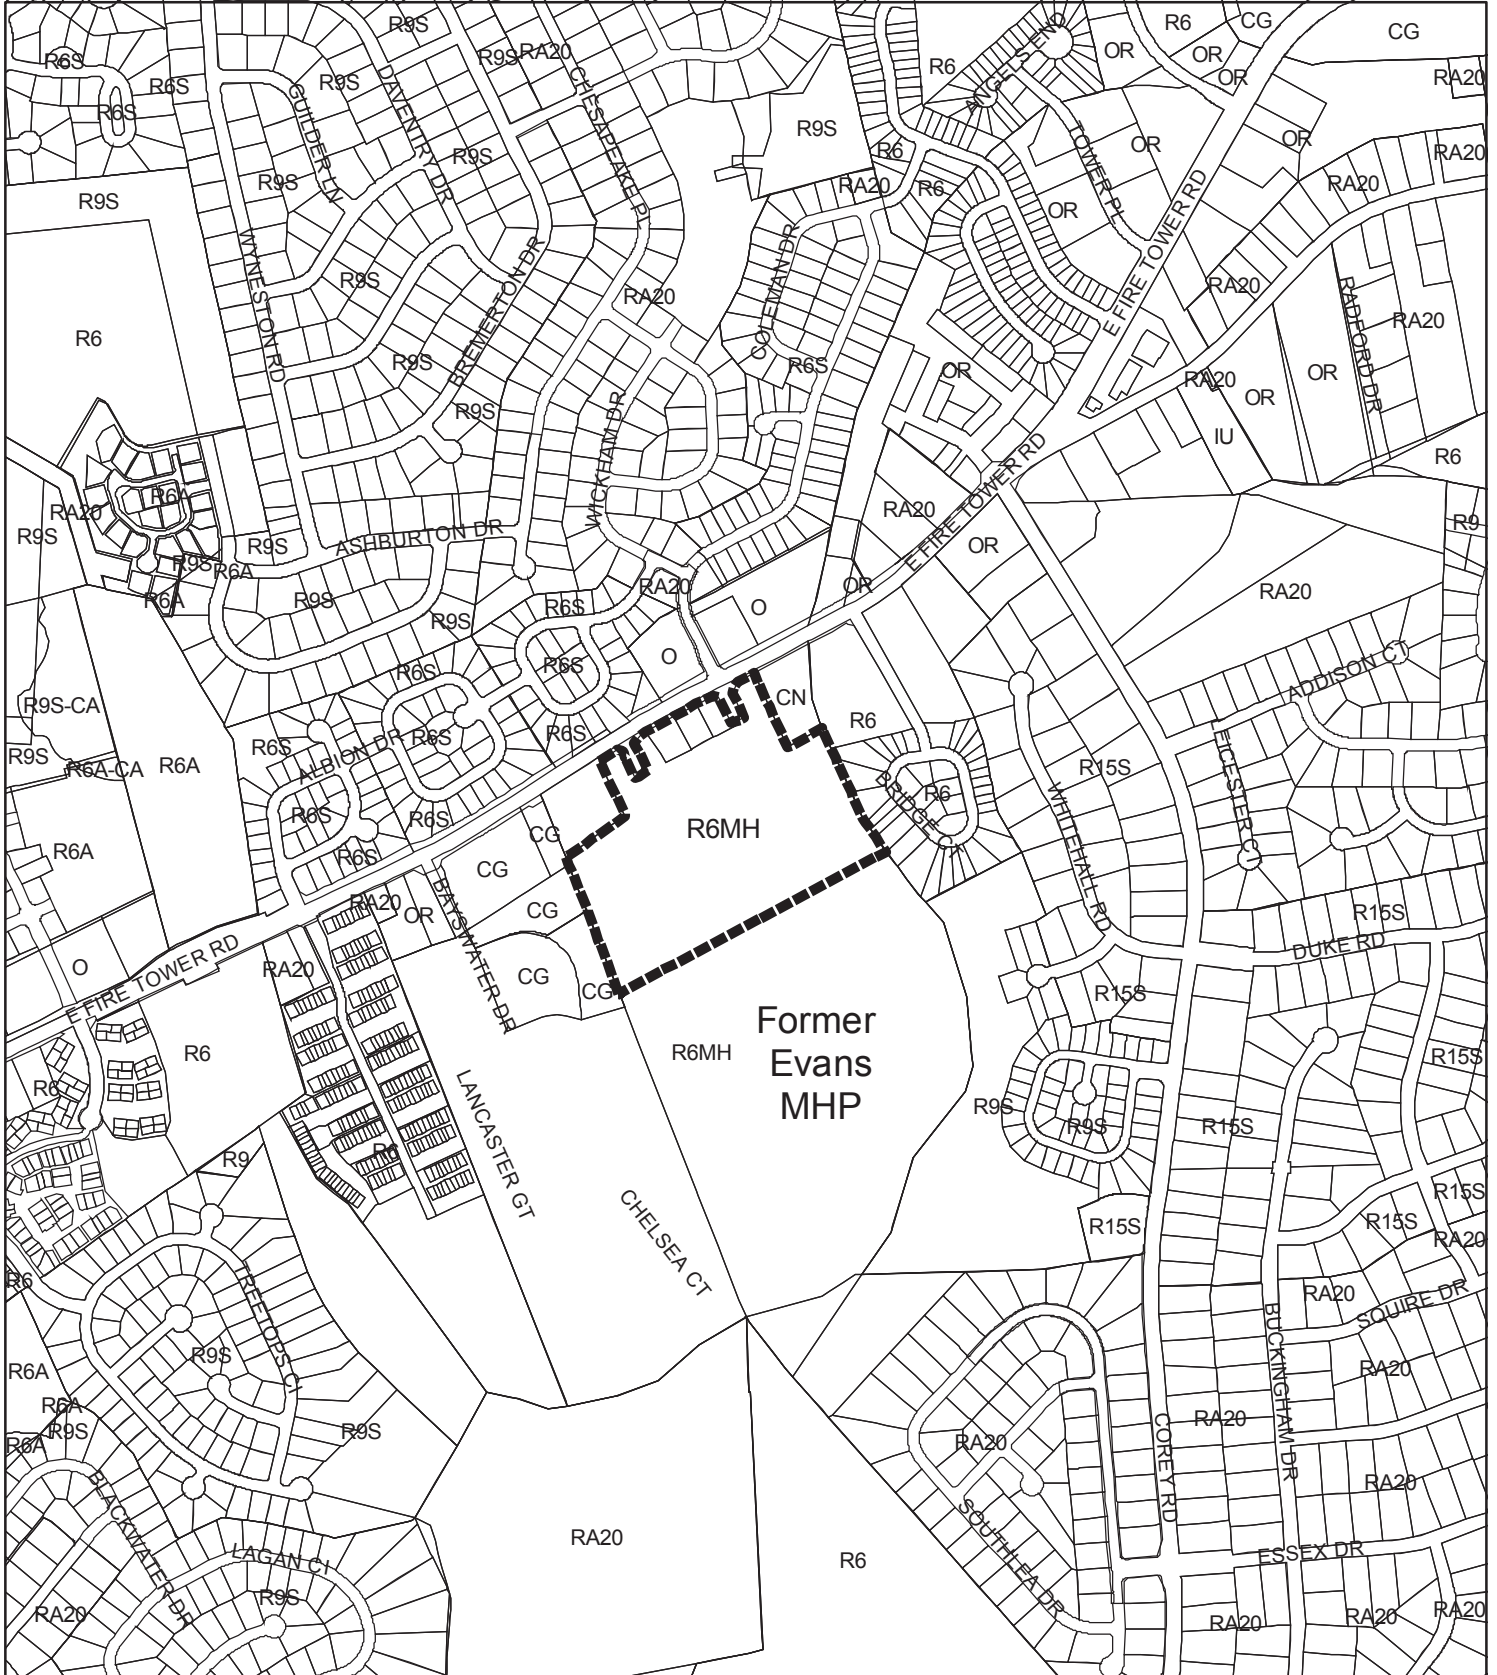 R9S
R6
CG
CG
R6S
R9S
RA20
OR
OR
R6
ANGELS END
OR
RA20
R6S
R9S
DAVENTRY DR
CHESAPEAKE PL
R6S
GUILDER LN
R9S
TOWER PL
OR
OR
R9S
R6
RA20
R9S
RA20
R6
RA20
R9S
OR
E FIRE TOWER RD
WYNESTON RD
BREMERTON DR
COLEMAN DR
R9S
RA20
RA20
RADFORD DR
RA20
R6
R9S
R6S
OR
RA20
OR
OR
R9S
WICKHAM DR
IU
R6
R6A
RA20
R9S
R9S
ASHBURTON DR
RA20
E FIRE TOWER RD
OR
R9
R9S
R6A
R6A
R9S
R9S
R6S
RA20
O
OR
RA20
R6S
R6S
O
ADDISON CT
R9S-CA
CN
R6
R9S
R6A-CA
R6A
R6S
ALBION DR
R6S
R6S
LEICESTER CT
R15S
R6S
R6S
R6S
CG
R6MH
BRIDGE CT
R6
WHITEHALL RD
R6A
CG
RA20
OR
BAYSWATER DR
CG
R15S
DUKE RD
O
E FIRE TOWER RD
RA20
CG
CG
R15S
R6
R6MH
Former
Evans
MHP
R15S
R6
LANCASTER GT
R9S
R9S
R15S
R9
R6
CHELSEA CT
R15S
R15S
R15S
RA20
R6
TREETOPS CI
RA20
SQUIRE DR
R9S
R6A
BUCKINGHAM DR
RA20
R6A
R9S
R6A
R9S
RA20
COREY RD
RA20
RA20
BLACKWATER DR
LAGAN CI
R9S
RA20
RA20
R6
SOUTHLEA DR
ESSEX DR
RA20
RA20
RA20